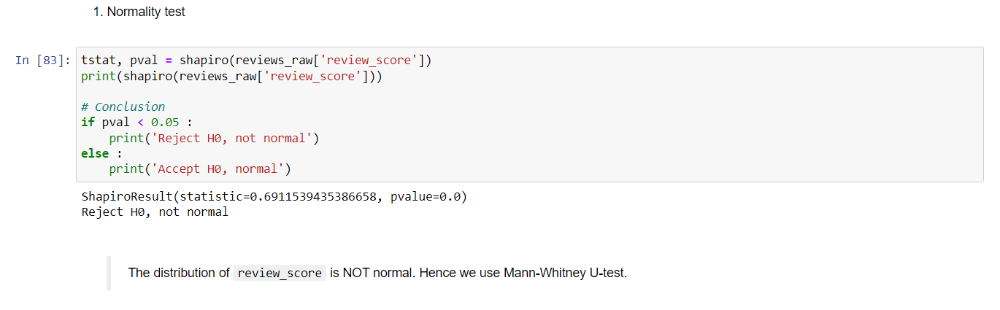 1. Normality test
In [83]: tstat, pval = shapiro(reviews_raw['review_score'])
print(shapiro(reviews_raw['review_score']))
# Conclusion
if pval < 0.05 :
    print('Reject H0, not normal')
else :
    print('Accept H0, normal')
ShapiroResult(statistic=0.6911539435386658, pvalue=0.0)
Reject H0, not normal
The distribution of review_score is NOT normal. Hence we use Mann-Whitney U-test.